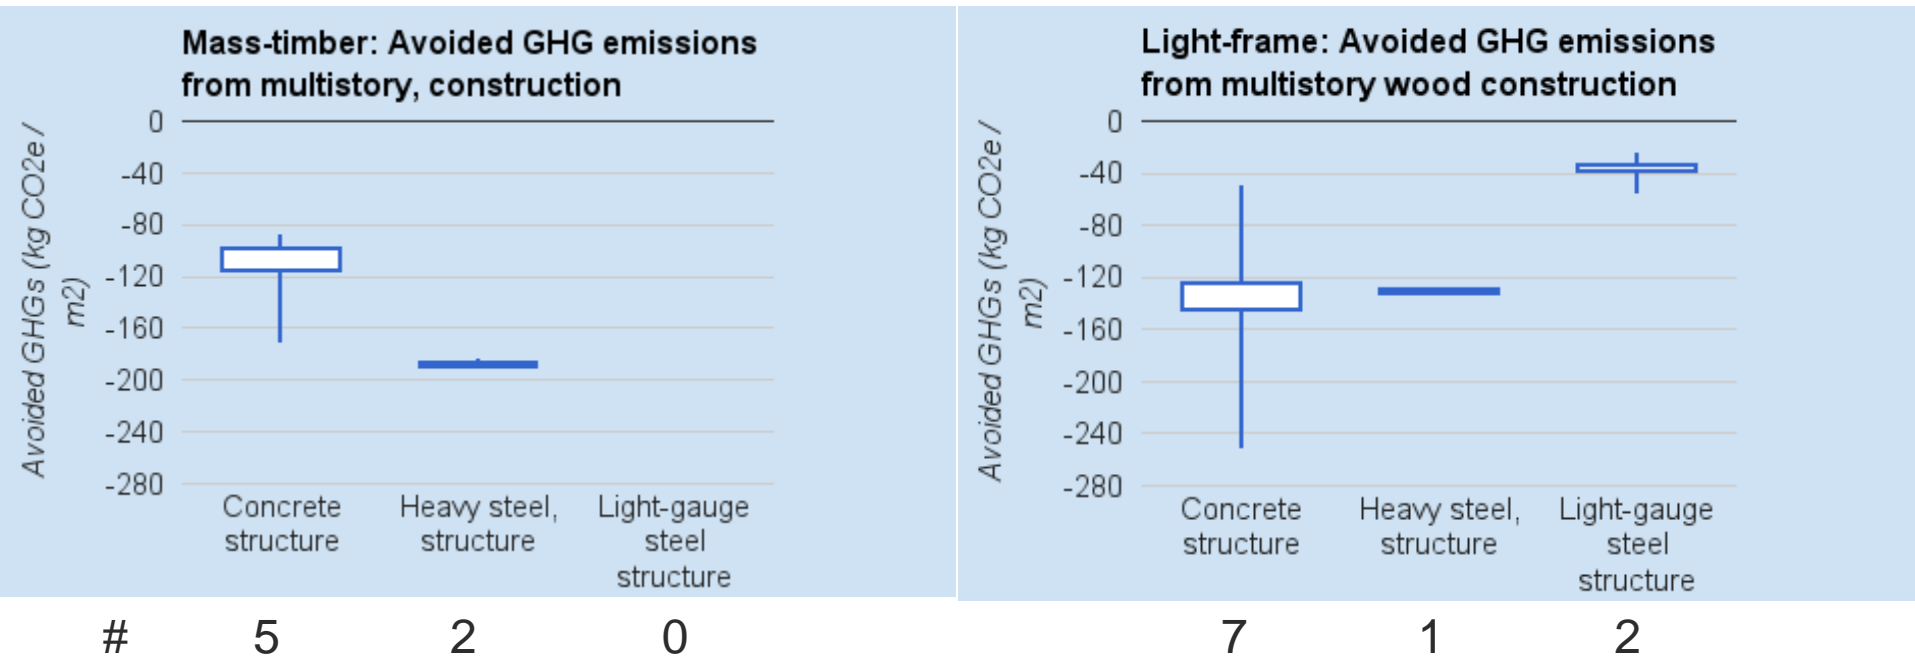 Mass-timber: Avoided GHG emissions
from multistory, construction
Avoided GHGs (kg CO2e /
m2)
0
-40
-80
-120
-160
-200
-240
-280
Concrete
structure
Heavy steel,
structure
Light-gauge
steel
structure
Light-frame: Avoided GHG emissions
from multistory wood construction
Avoided GHGs (kg CO2e /
m2)
0
-40
-80
-120
-160
-200
-240
-280
Concrete
structure
Heavy steel,
structure
Light-gauge
steel
structure
# 5 2 0 7 1 2